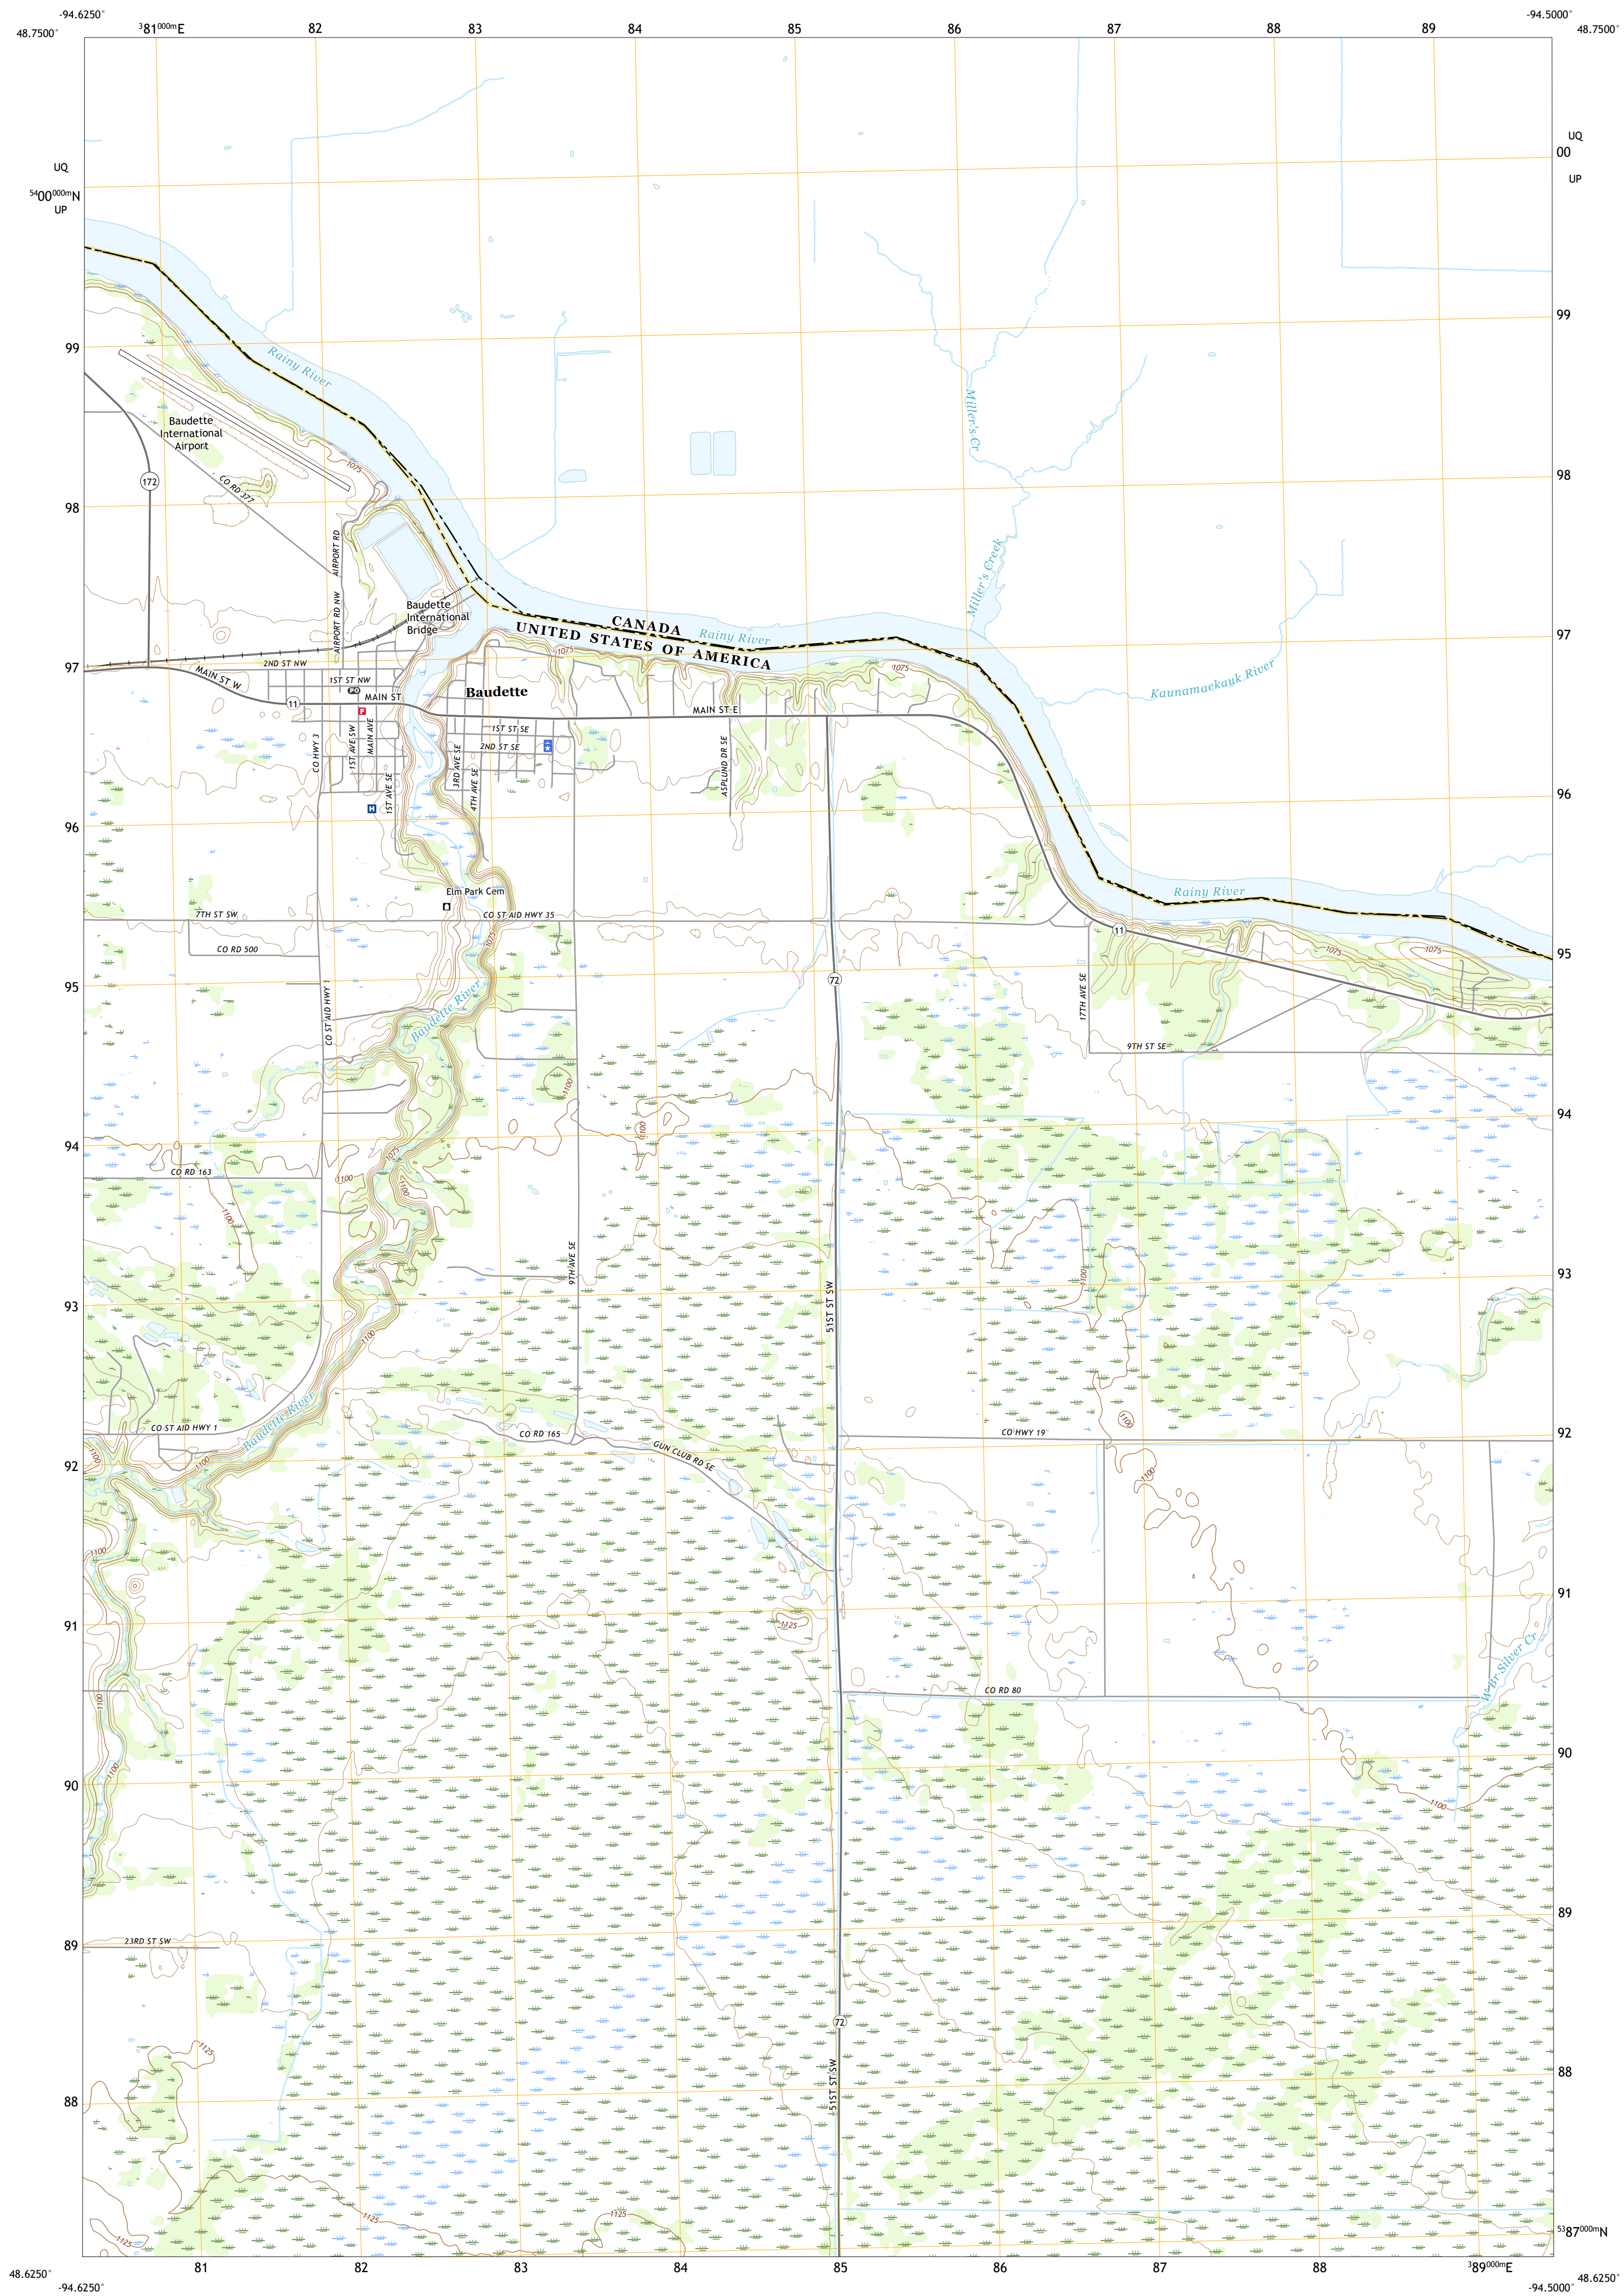 -94.6250°
-94.5000°
48.7500°
³81⁰⁰⁰ᵐE
82
83
84
85
86
87
88
89
48.7500°
UQ
UQ
00
UP
⁵⁴00⁰⁰⁰ᵐN
UP
99
99
Rainy River
Miller's Cr
Baudette
International
Airport
1075
98
172
CO RD 377
98
AIRPORT RD
Miller's Creek
AIRPORT RD NW
Baudette
International
Bridge
CANADA
UNITED STATES OF AMERICA
Rainy River
97
97
2ND ST NW
1075
1075
MAIN ST W
1ST ST NW
PO
Baudette
Kaunamaekayk River
11
MAIN ST
MAIN ST E
F
1ST ST SE
2ND ST SE
CO HWY 3
1ST AVE SW
MAIN AVE
1ST AVE SE
3RD AVE SE
4TH AVE SE
ASPLUND DR SE
H
96
96
Elm Park Cem
Rainy River
7TH ST SW
CO ST AID HWY 35
11
CO RD 500
1075
1075
1075
95
95
72
CO ST AID HWY 1
Baudette River
17TH AVE SE
9TH ST SE
1100
94
94
1100
1075
CO RD 163
1100
1100
1100
9TH AVE SE
93
93
51ST ST SW
1100
1100
CO ST AID HWY 1
Baudette River
1100
CO RD 165
GUN CLUB RD SE
CO HWY 19
92
92
1100
1100
1100
1100
91
91
1125
W Br Silver Cr
CO RD 80
1100
90
90
1100
1100
89
89
23RD ST SW
72
1125
88
88
51ST ST SW
1125
1125
1125
⁵³87⁰⁰⁰ᵐN
48.6250°
81
82
83
84
85
86
87
88
³89⁰⁰⁰ᵐE
48.6250°
-94.6250°
-94.5000°